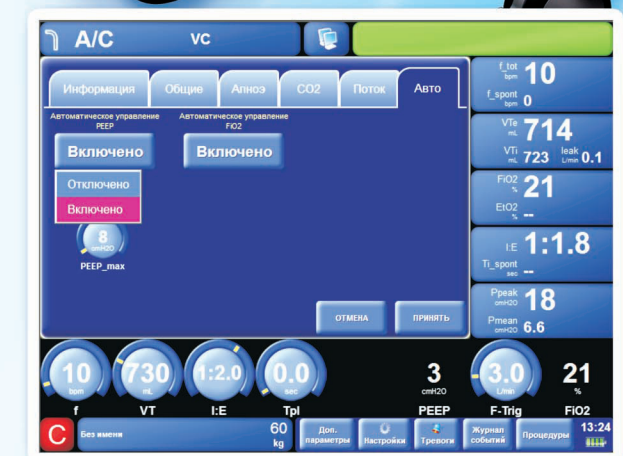 A/C VC
Информация Общие Апноэ CO2 Поток Авто
Автоматическое управление PEEP
Автоматическое управление FiO2
Включено Включено
Отключено
Включено
8
cmH2O
PEEP_max
ОТМЕНА ПРИНЯТЬ
f_tot bpm 10
f_spont bpm 0
VTe mL 714
VTi mL 723 leak L/min 0.1
FiO2 % 21
EtO2 % --
I:E 1:1.8
Ti_spont sec --
Ppeak cmH2O 18
Pmean cmH2O 6.6
10 730 1:2.0 0.0 3 3.0 21
bpm mL sec cmH2O L/min %
f VT I:E Tpl PEEP F-Trig FiO2
C Без имени 60 kg Доп. параметры Настройки Тревоги Журнал событий Процедуры 13:24